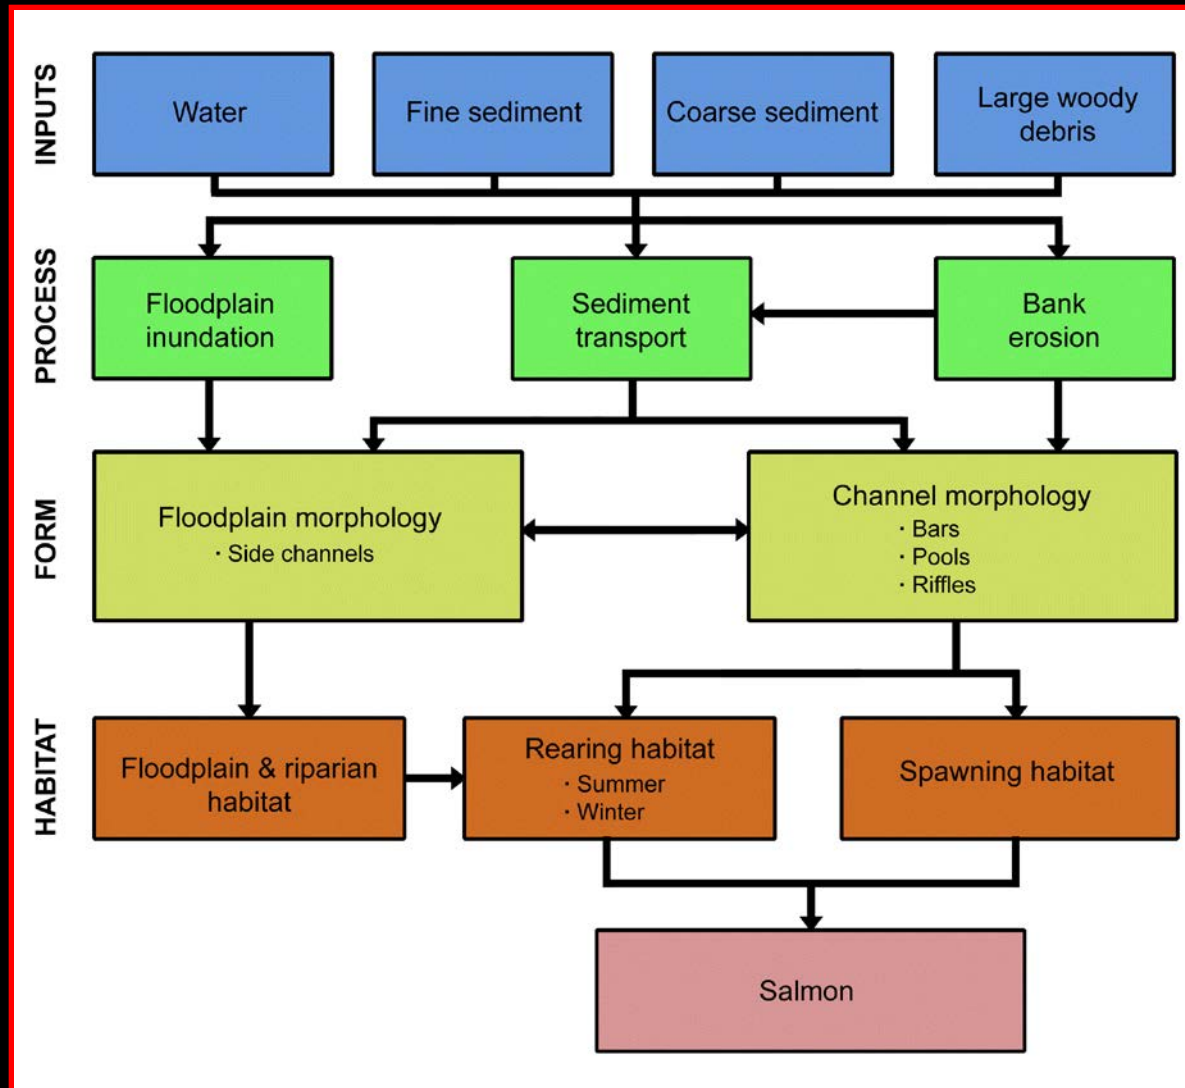 INPUTS
Water
Fine sediment
Coarse sediment
Large woody
debris
PROCESS
Floodplain
inundation
Sediment
transport
Bank
erosion
FORM
Floodplain morphology
· Side channels
Channel morphology
· Bars
· Pools
· Riffles
HABITAT
Floodplain & riparian
habitat
Rearing habitat
· Summer
· Winter
Spawning habitat
Salmon